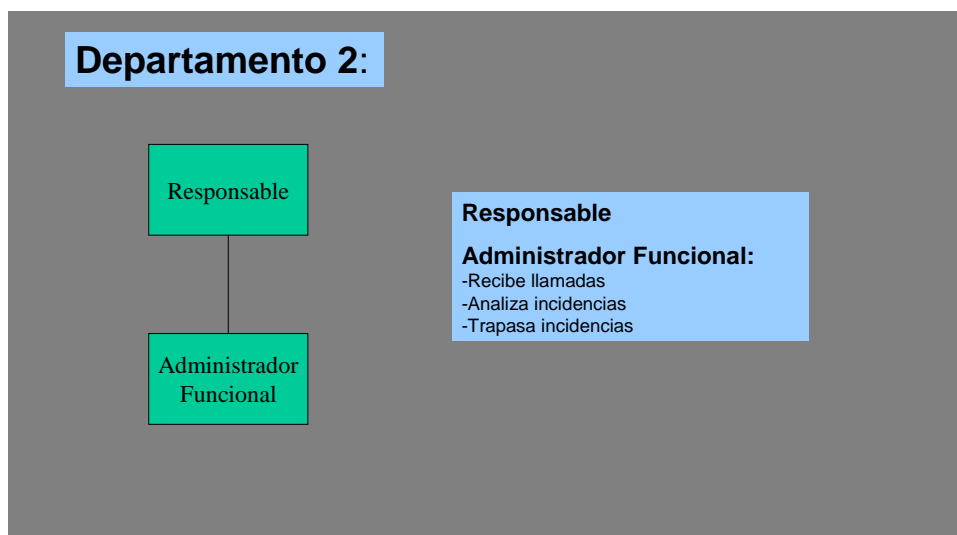 Departamento 2:
Responsable
Administrador
Funcional
Responsable
Administrador Funcional:
-Recibe llamadas
-Analiza incidencias
-Trapasa incidencias